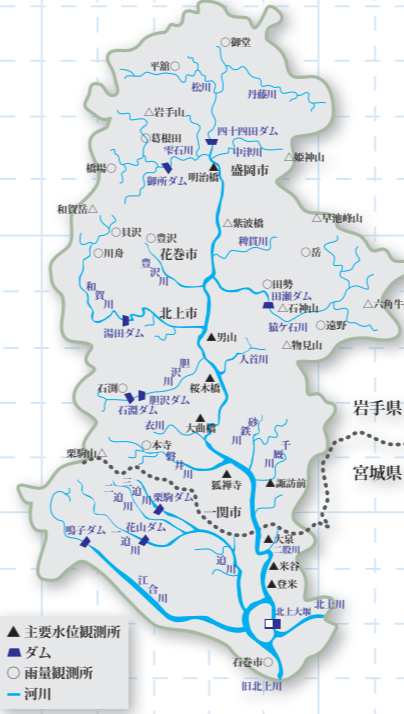 ○御堂
平舘○
松川
丹藤川
△岩手山
四十四田ダム
○葛根田
雫石川
中津川
△姫神山
橋場○
御所ダム
明治橋
盛岡市
和賀岳△
△紫波橋
△早池峰山
○貝沢
○豊沢
稗貫川
○川舟
花巻市
○岳
豊沢川
和賀川
○田勢
田瀬ダム
△石神山
△六角牛
北上市
猿ケ石川
○遠野
湯田ダム
▲男山
△物見山
胆沢川
人首川
石渕○
桜木橋
石淵ダム
胆沢ダム
大曲橋
岩手県
衣川
砂鉄川
千厩川
○本寺
栗駒山△
磐井川
宮城県
狐禅寺
▲諏訪前
三迫川
二迫川
栗駒ダム
一関市
鳴子ダム
花山ダム
一迫川
▲大泉
二股川
迫川
▲米谷
江合川
▲登米
北上大堰
北上川
▲ 主要水位観測所
ダム
○ 雨量観測所
河川
石巻市○
旧北上川